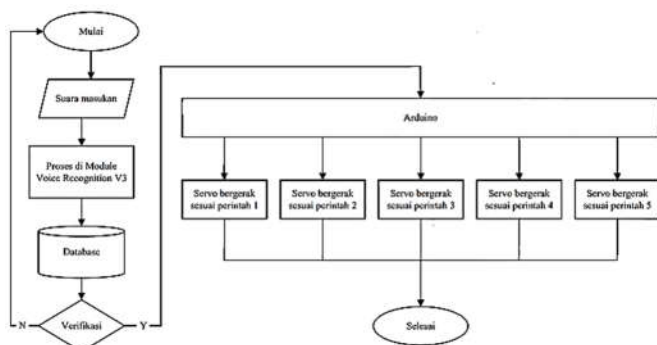 Mulai
Suara masukan
Proses di Module
Voice Recognition V3
Database
N
Verifikasi
Y
Arduino
Servo bergerak
sesuai perintah 1
Servo bergerak
sesuai perintah 2
Servo bergerak
sesuai perintah 3
Servo bergerak
sesuai perintah 4
Servo bergerak
sesuai perintah 5
Selesai